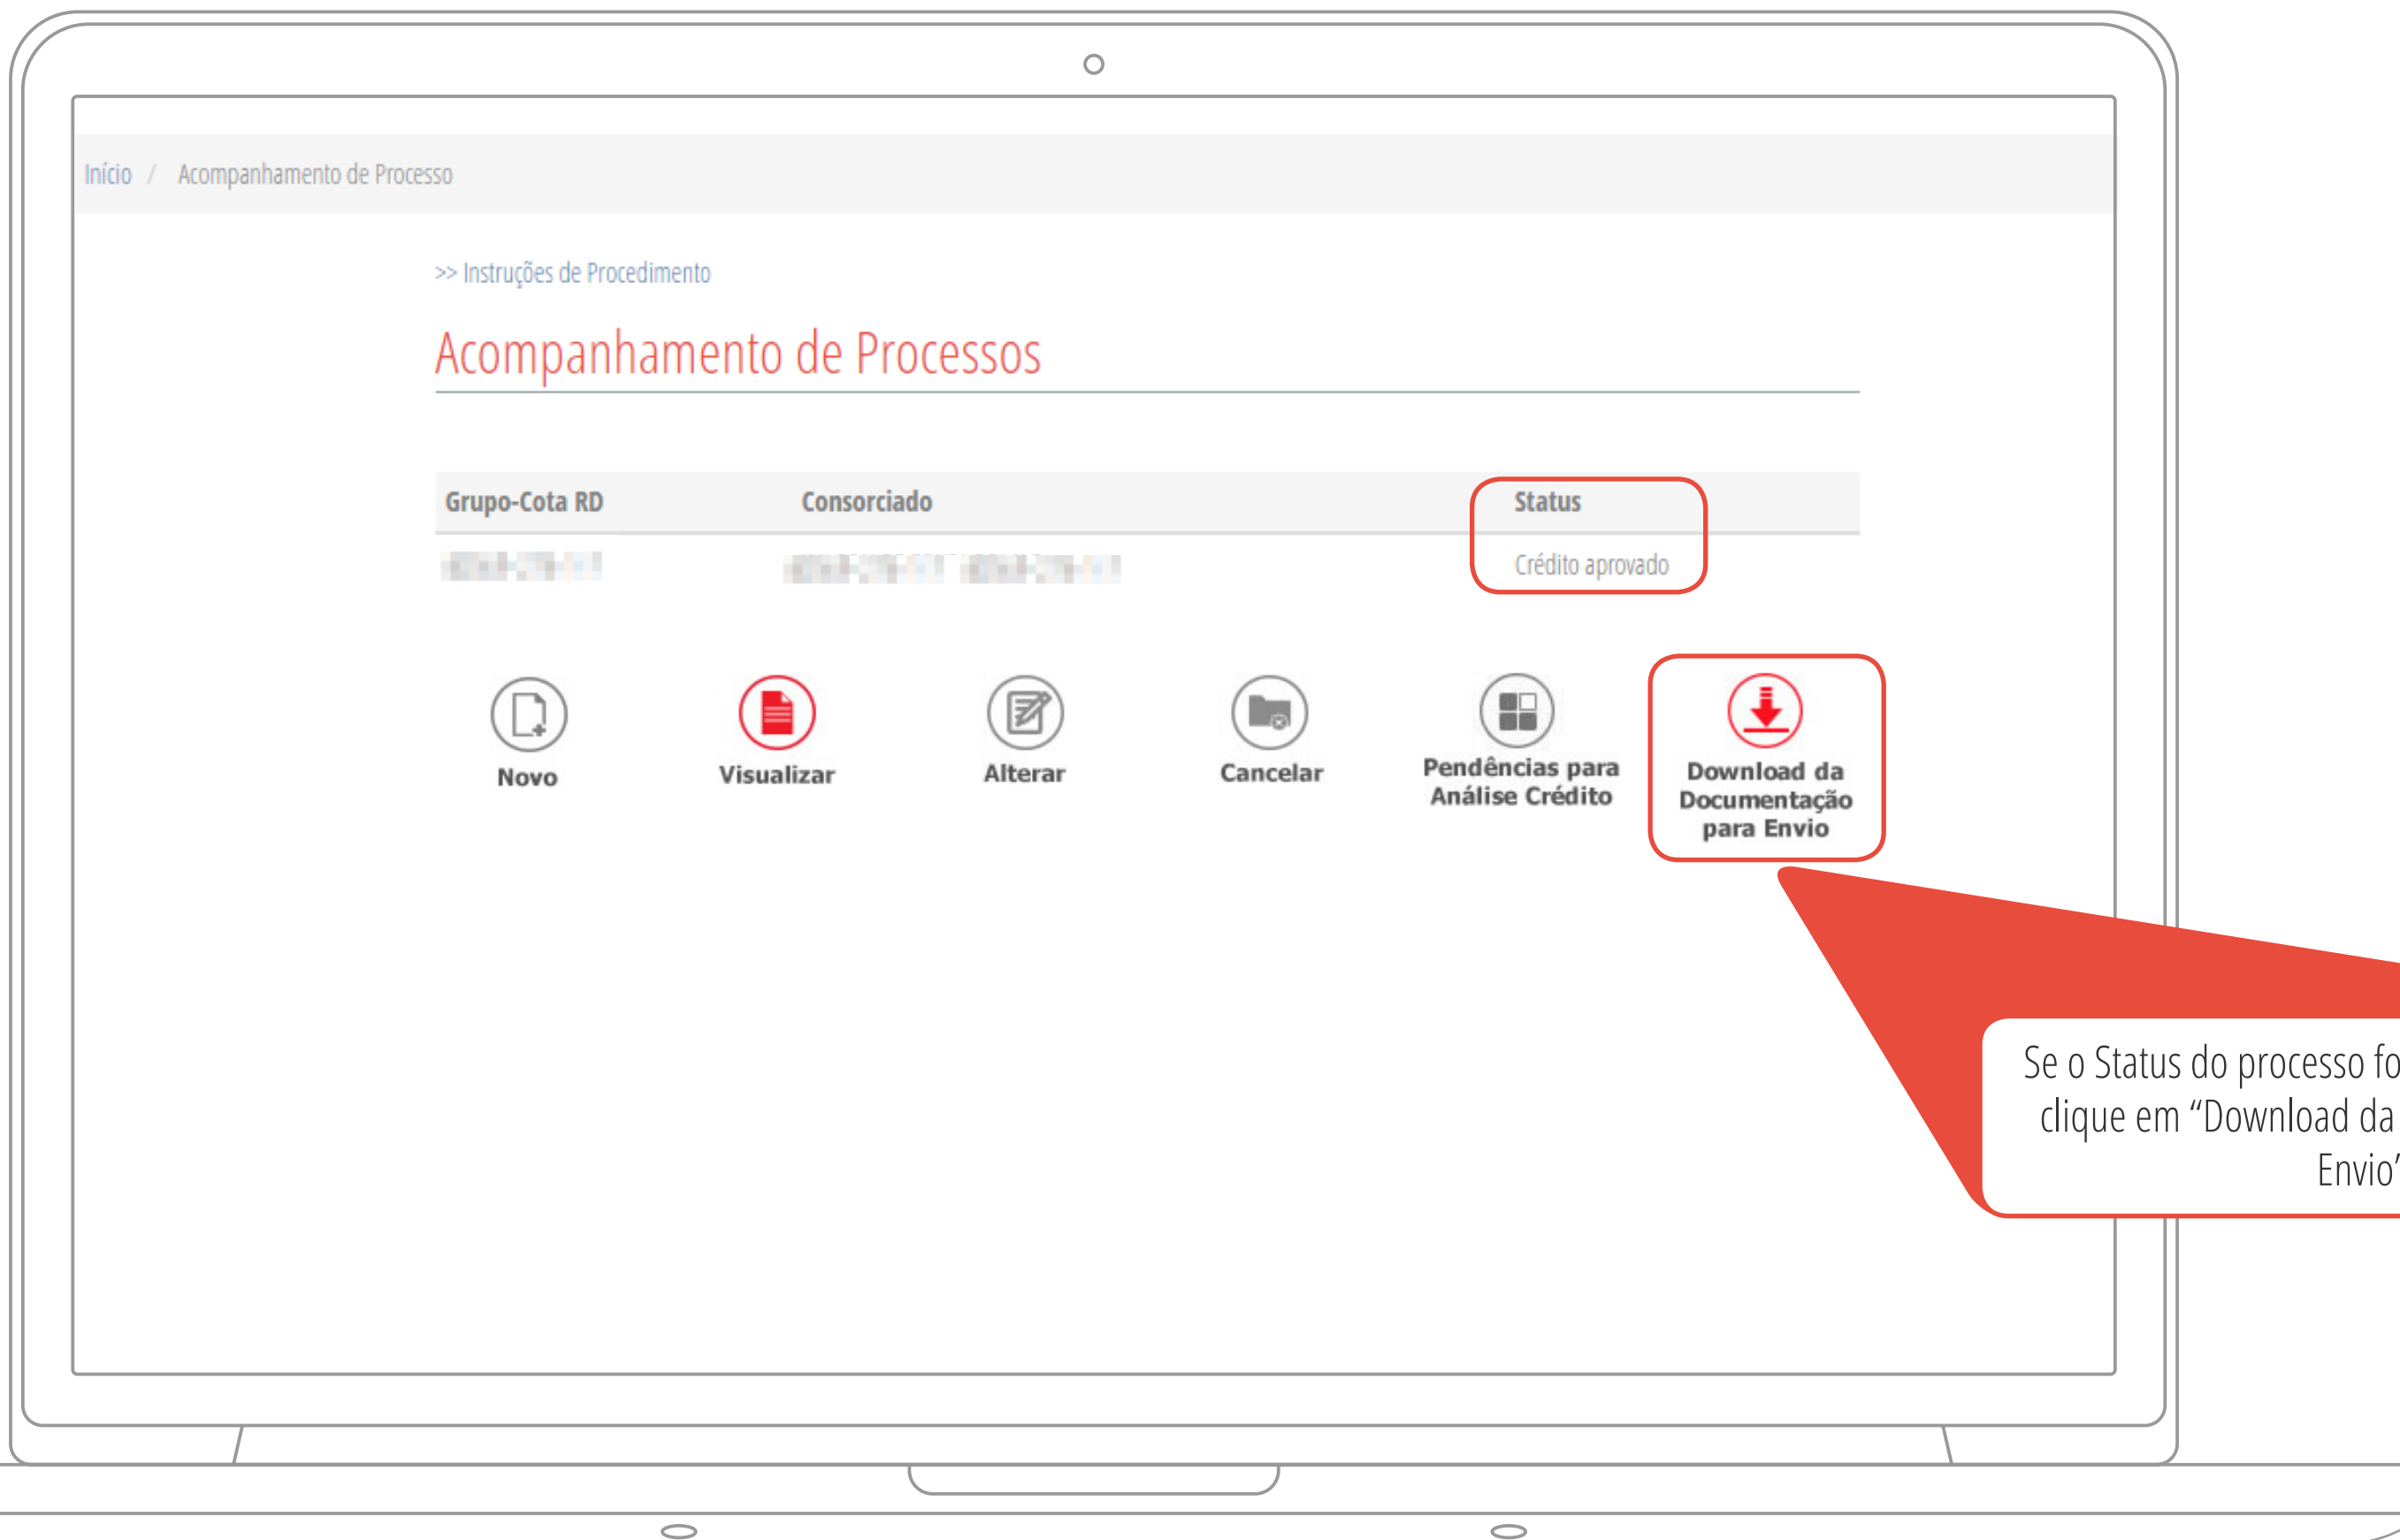 Início / Acompanhamento de Processo
>> Instruções de Procedimento
Acompanhamento de Processos
Grupo-Cota RD Consorciado Status
Crédito aprovado
Novo
Visualizar
Alterar
Cancelar
Pendências para
Análise Crédito
Download da
Documentação
para Envio
Se o Status do processo
clique em “Download da
Envio”